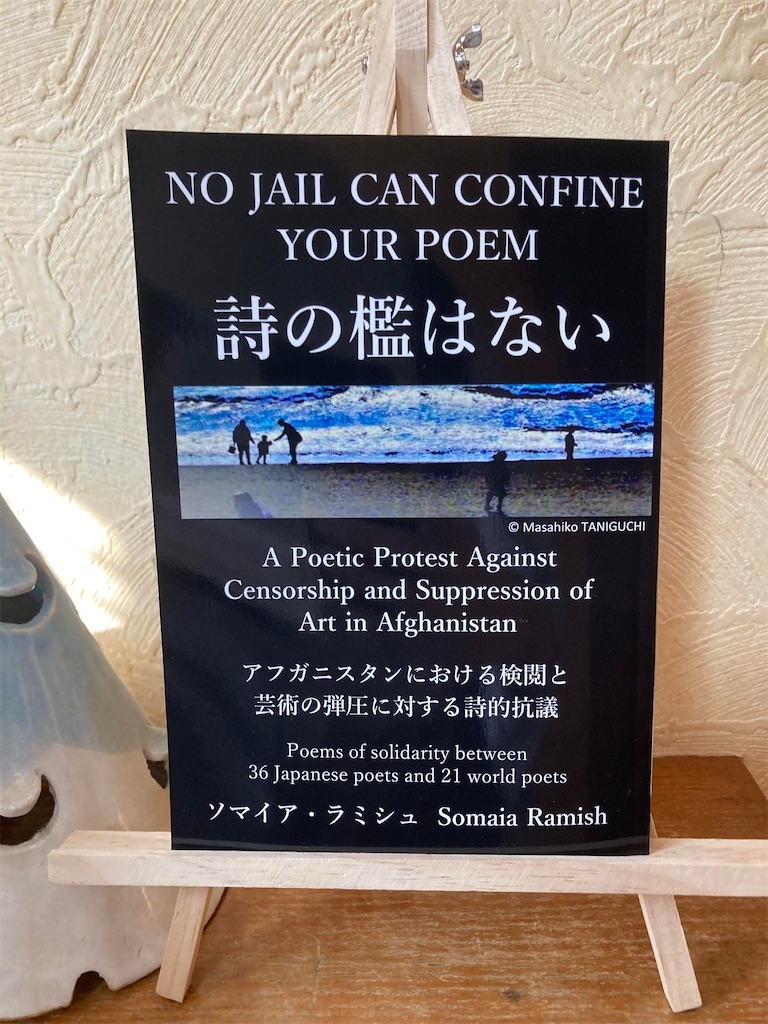 NO JAIL CAN CONFINE
YOUR POEM
詩の檻はない
© Masahiko TANIGUCHI
A Poetic Protest Against
Censorship and Suppression of
Art in Afghanistan
アフガニスタンにおける検閲と
芸術の弾圧に対する詩的抗議
Poems of solidarity between
36 Japanese poets and 21 world poets
ソマイア・ラミシュ Somaia Ramish